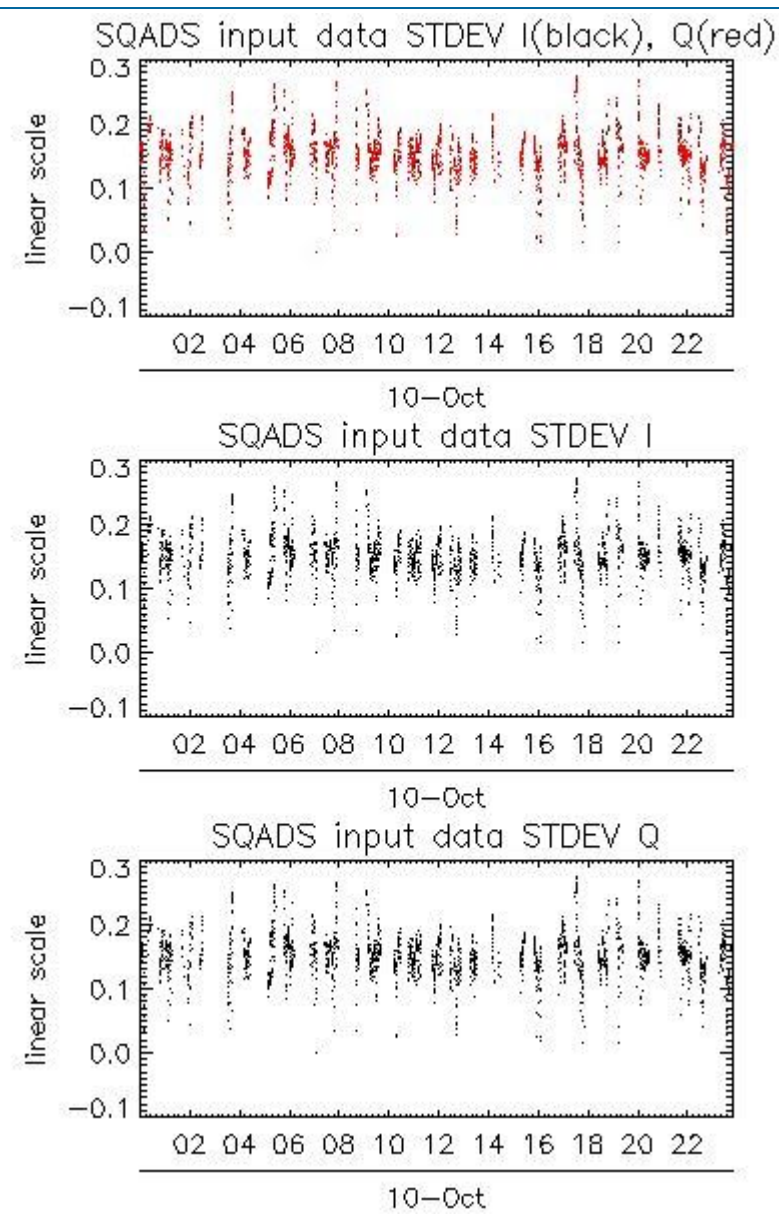 SQADS input data STDEV I(black), Q(red)
0.3
0.2
0.1
0.0
−0.1
linear scale
02 04 06 08 10 12 14 16 18 20 22
10−Oct
SQADS input data STDEV I
0.3
0.2
0.1
0.0
−0.1
linear scale
02 04 06 08 10 12 14 16 18 20 22
10−Oct
SQADS input data STDEV Q
0.3
0.2
0.1
0.0
−0.1
linear scale
02 04 06 08 10 12 14 16 18 20 22
10−Oct